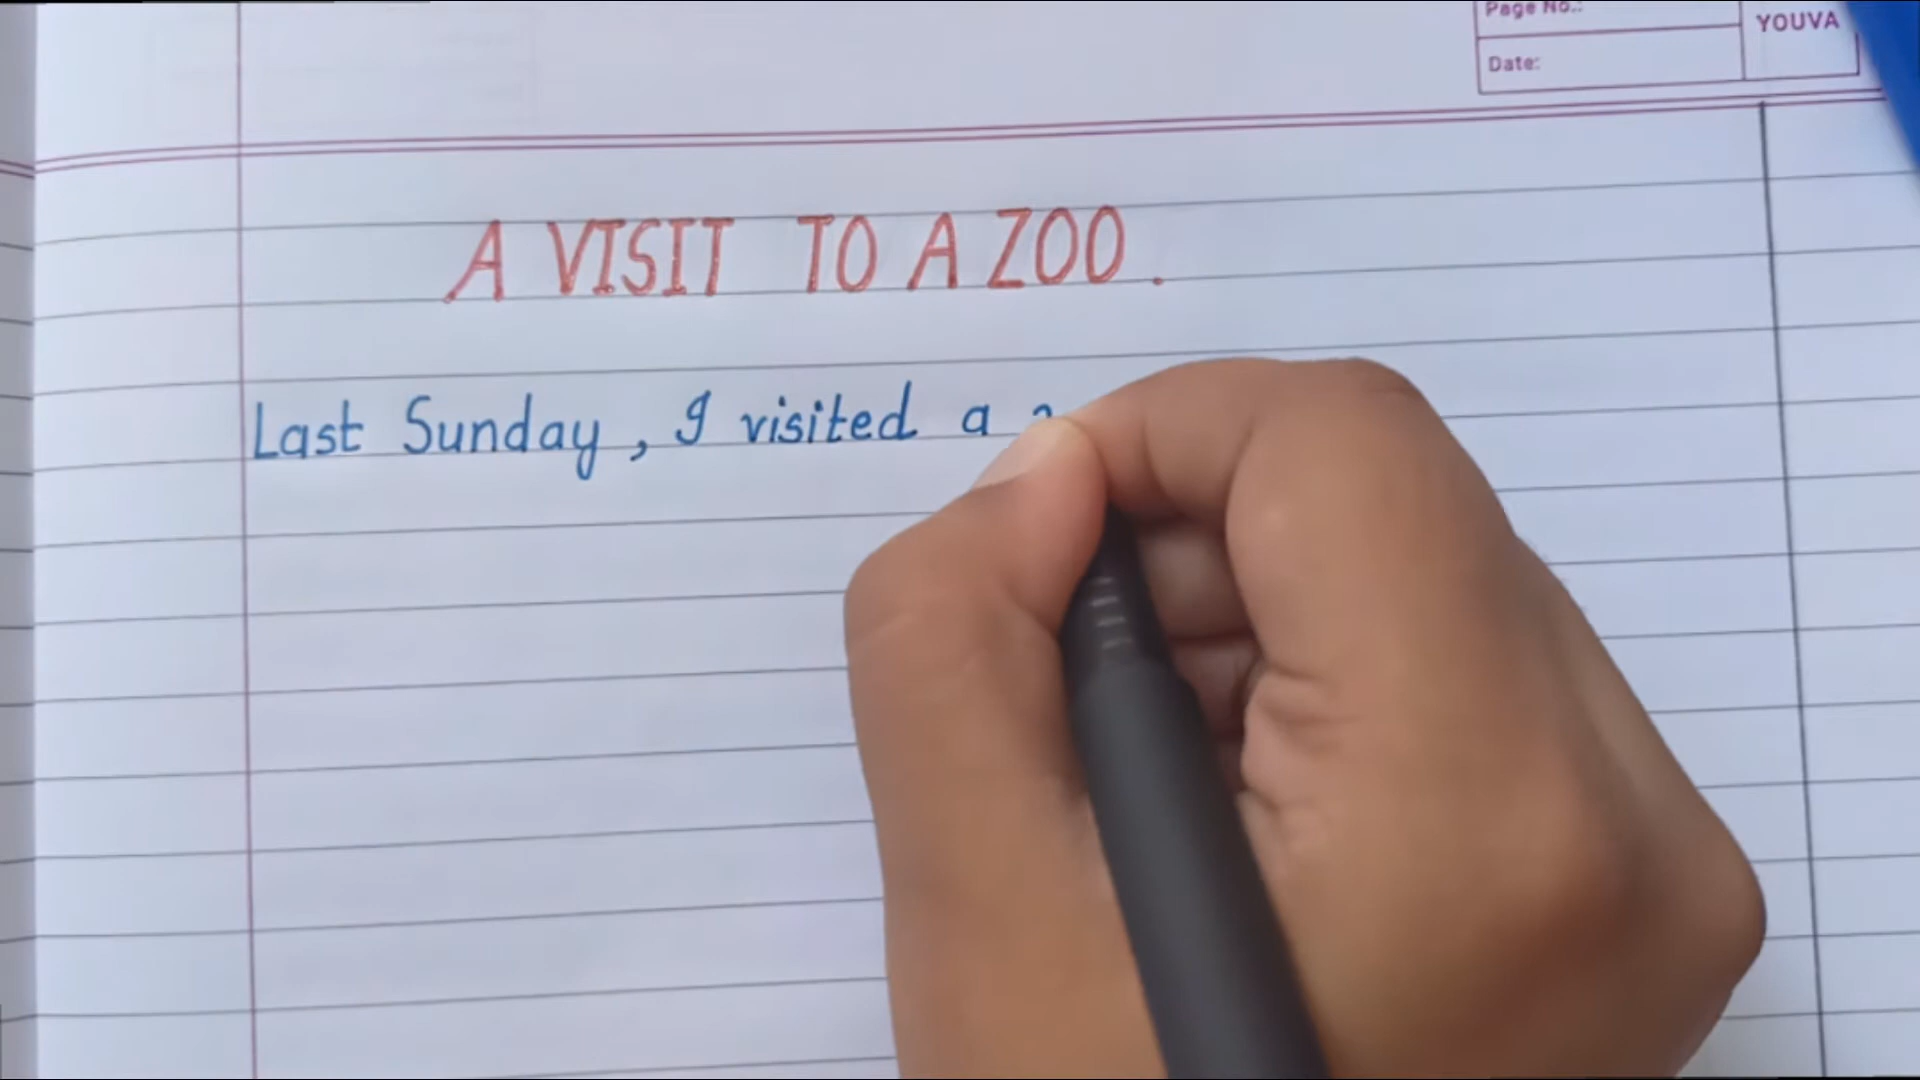 Page No.:
YOUVA
Date:
A VISIT TO A ZOO.
Last Sunday, I visited a